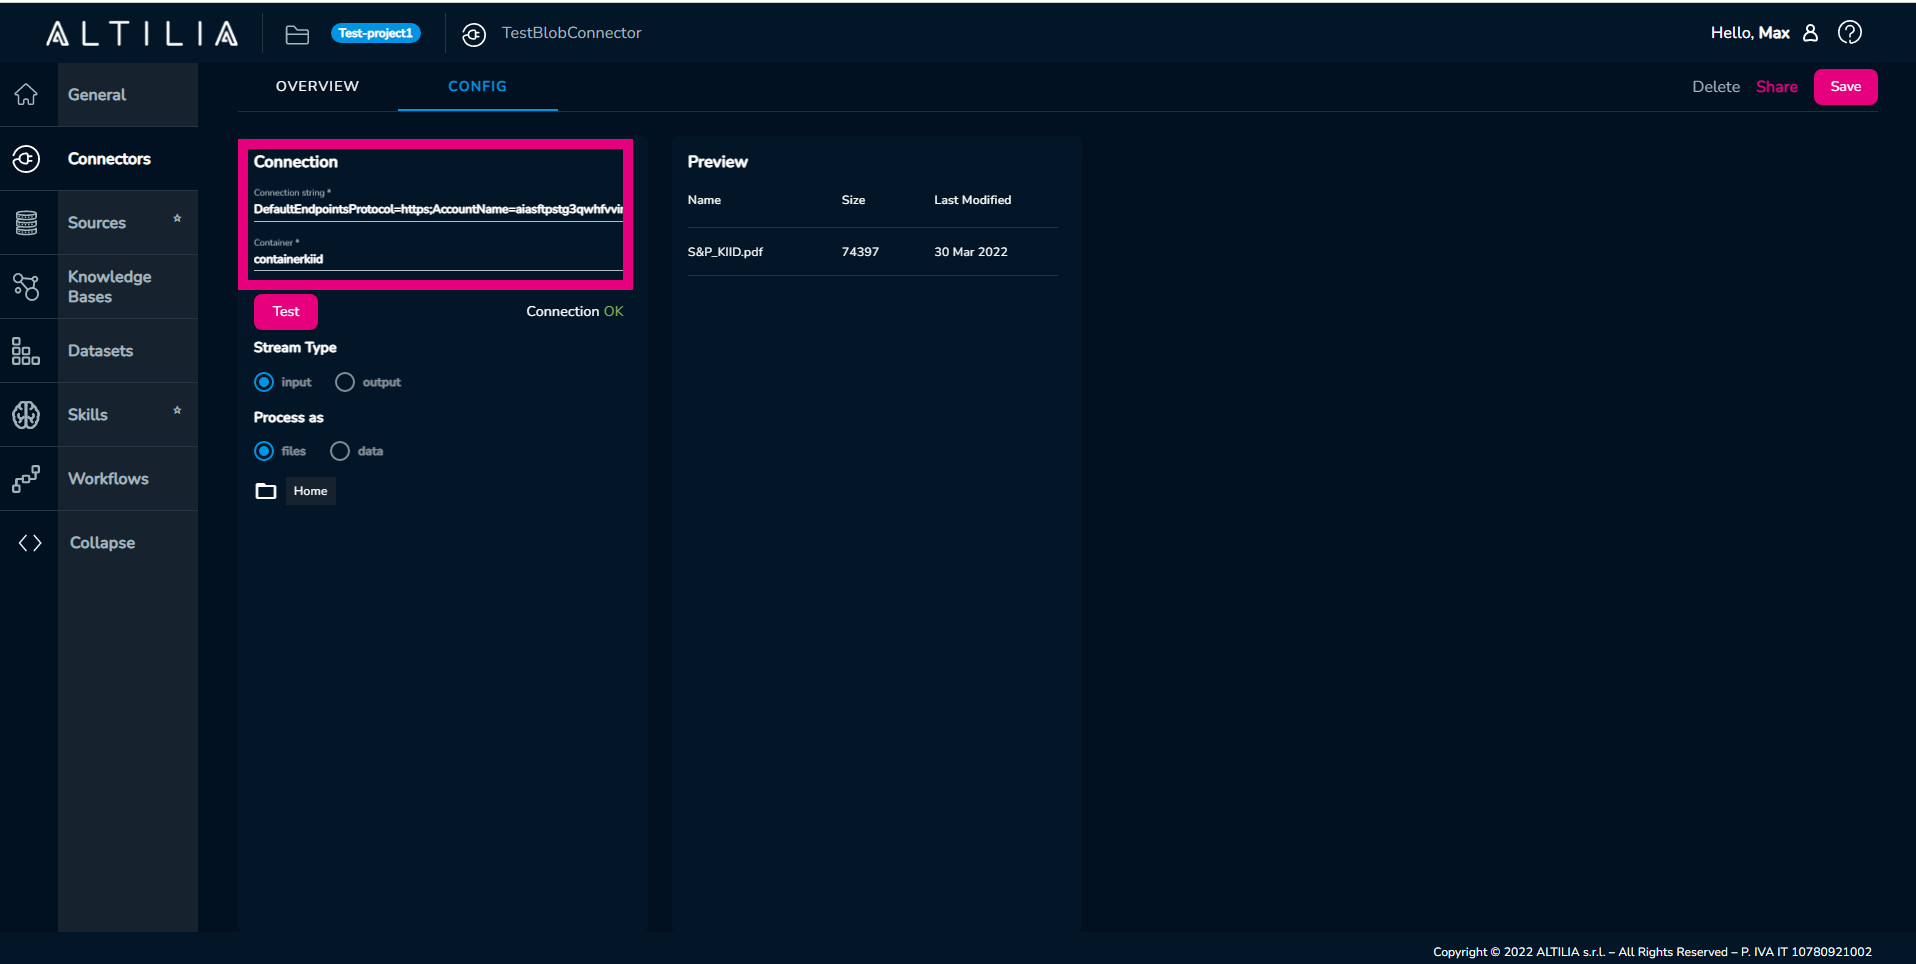 ALTILIA
Test-project1
TestBlobConnector
Hello, Max
General
Connectors
Sources
Knowledge
Bases
Datasets
Skills
Workflows
Collapse
OVERVIEW
CONFIG
Delete
Share
Save
Connection
Connection string *
DefaultEndpointsProtocol=https;AccountName=aiasftpstg3qwhfvvir
Container *
containerkiid
Test
Connection OK
Stream Type
input
output
Process as
files
data
Home
Preview
Name Size Last Modified
S&P_KIID.pdf 74397 30 Mar 2022
Copyright © 2022 ALTILIA s.r.l. – All Rights Reserved – P. IVA IT 10780921002